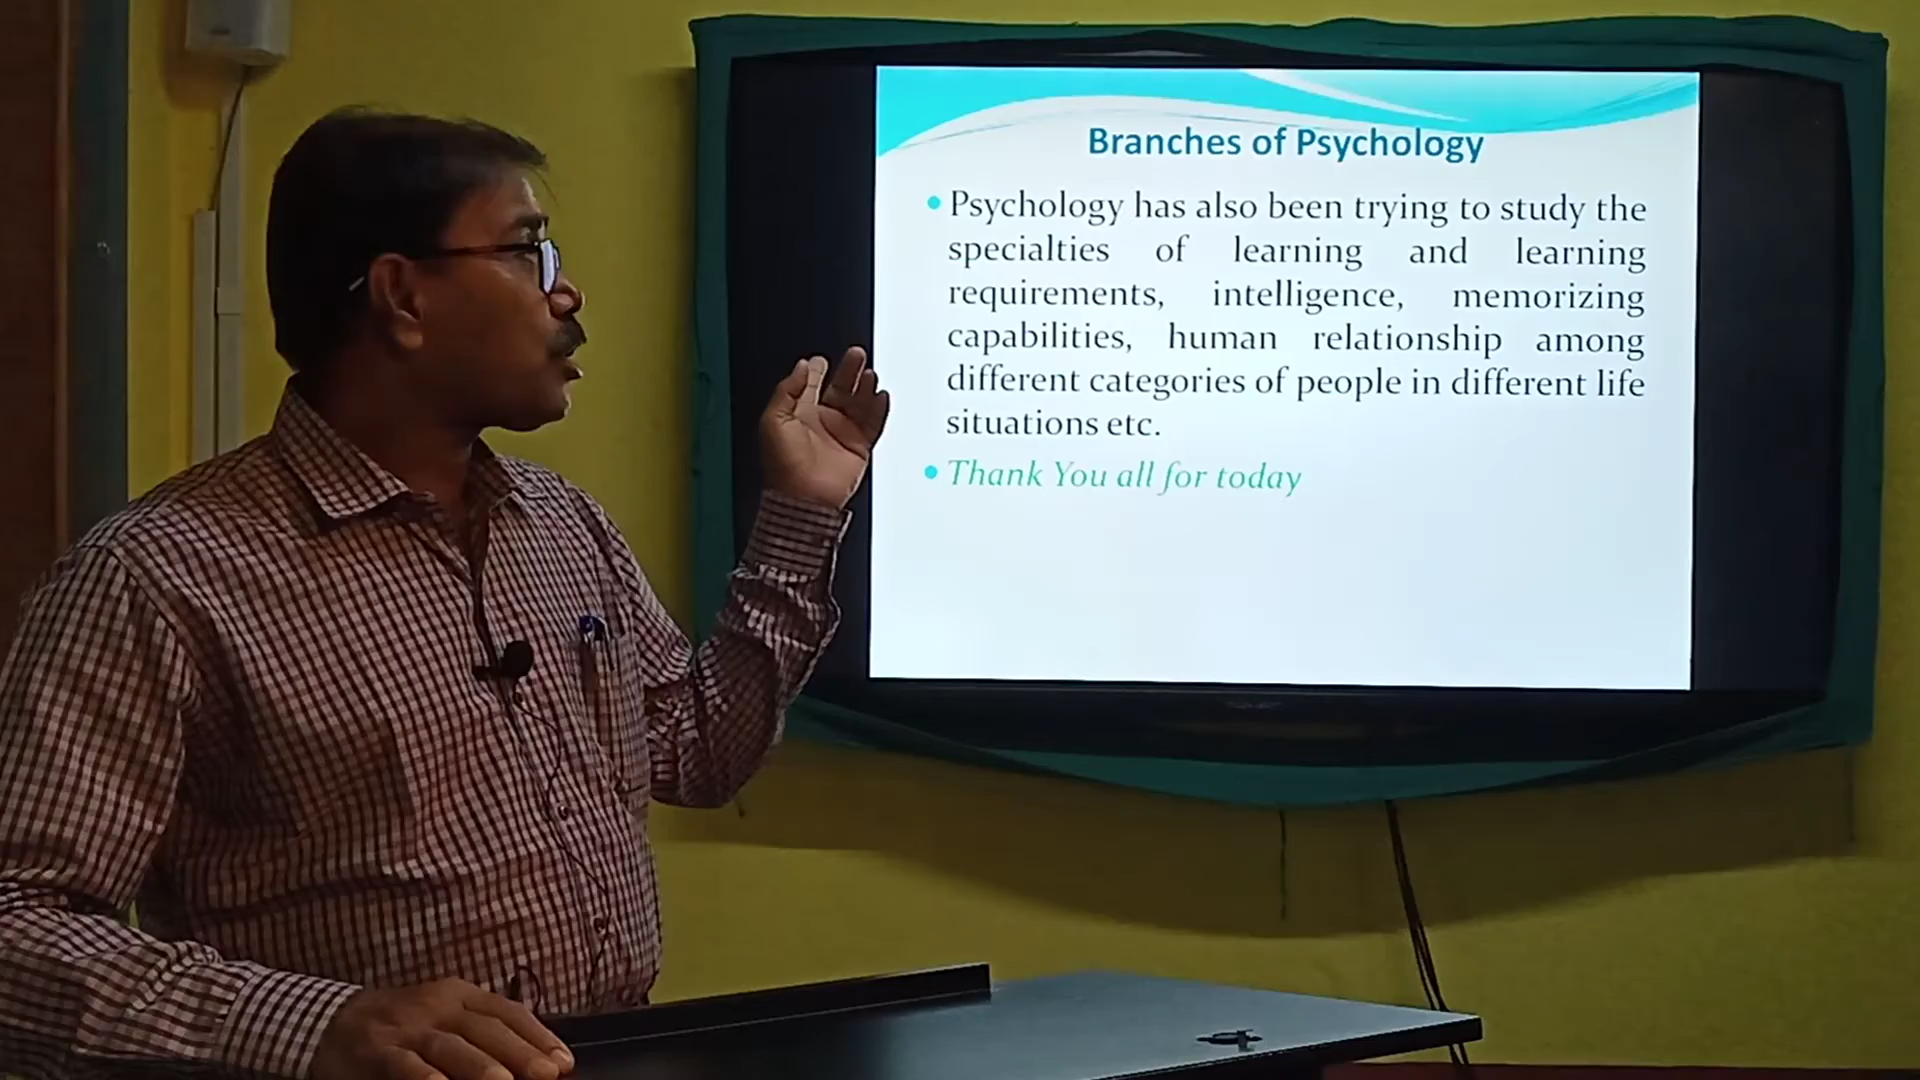 Branches of Psychology
• Psychology has also been trying to study the
specialties of learning and learning
requirements, intelligence, memorizing
capabilities, human relationship among
different categories of people in different life
situations etc.
• Thank You all for today